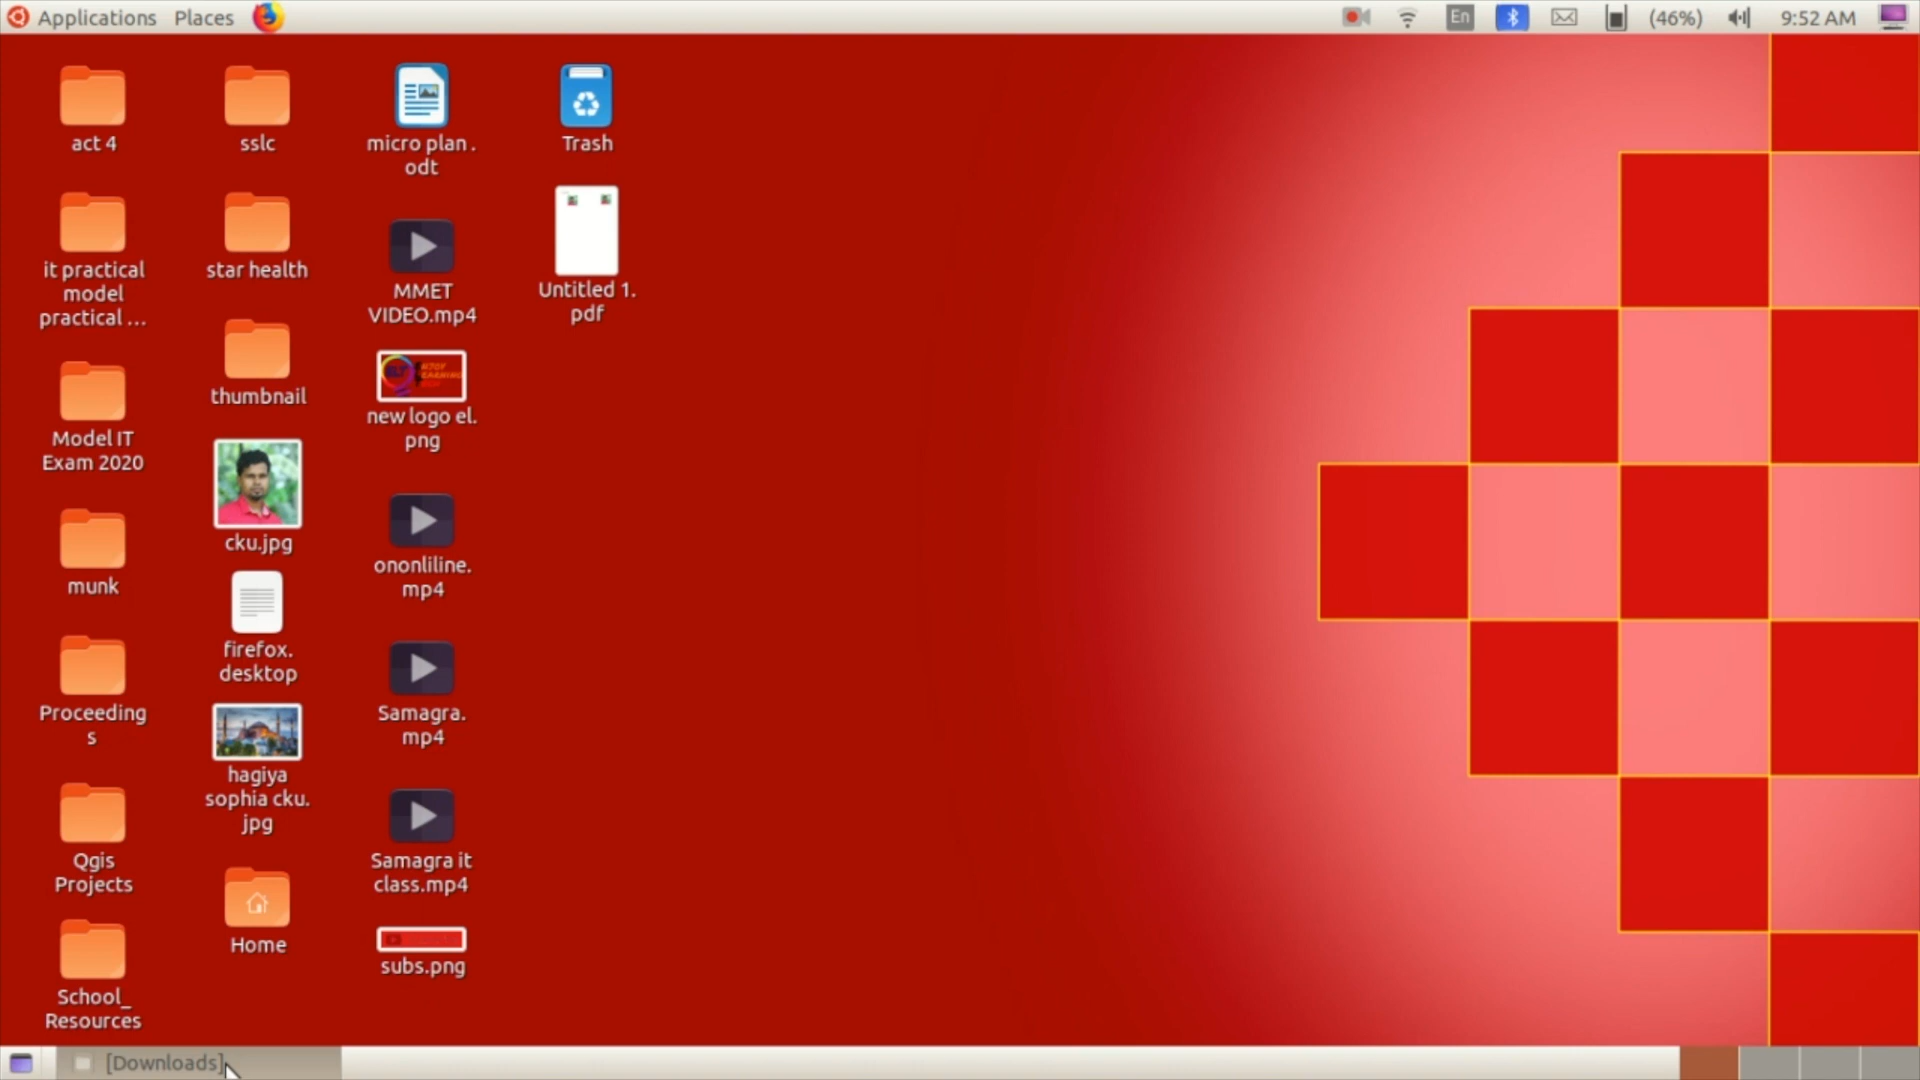 Applications Places
En
(46%)
9:52 AM
act 4
it practical
model
practical ...
Model IT
Exam 2020
munk
Proceeding
s
Qgis
Projects
School_
Resources
sslc
star health
thumbnail
cku.jpg
firefox.
desktop
hagiya
sophia cku.
jpg
Home
micro plan .
odt
MMET
VIDEO.mp4
new logo el.
png
ononliline.
mp4
Samagra.
mp4
Samagra it
class.mp4
subs.png
Trash
Untitled 1.
pdf
[Downloads]